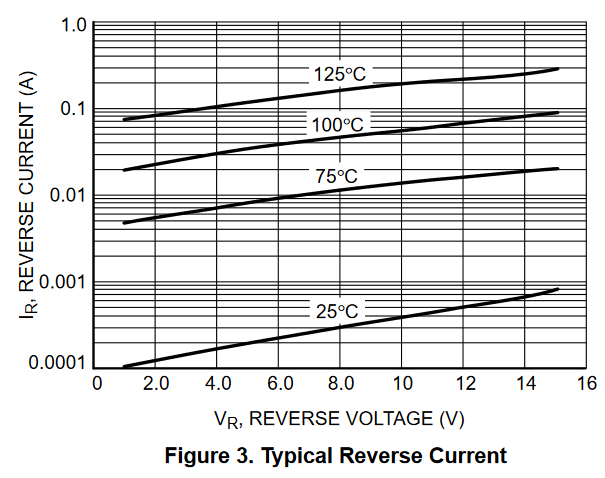 1.0
0.1
0.01
0.001
0.0001
IR, REVERSE CURRENT (A)
125°C
100°C
75°C
25°C
0 2.0 4.0 6.0 8.0 10 12 14 16
VR, REVERSE VOLTAGE (V)
Figure 3. Typical Reverse Current